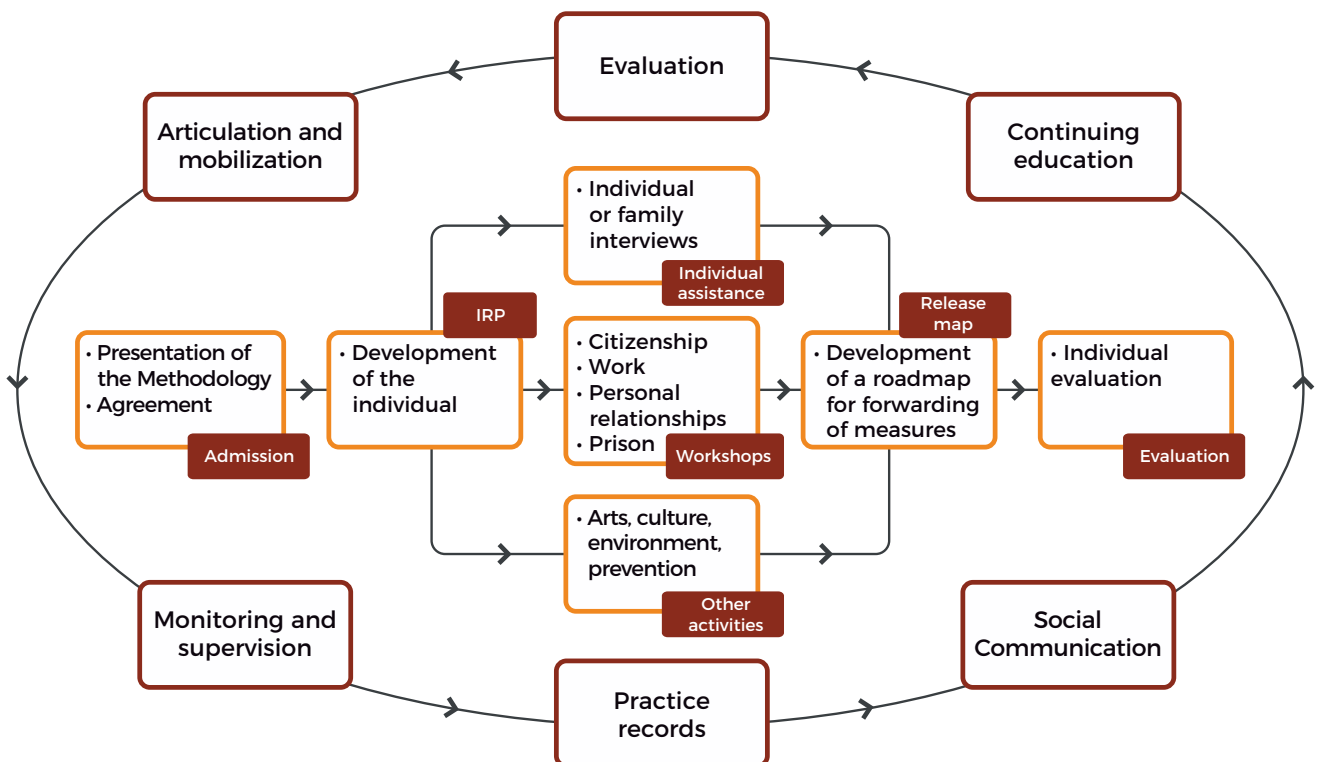 Evaluation
Articulation and
mobilization
Continuing
education
• Individual
or family
interviews
Individual
assistance
IRP
Release
map
• Presentation of
the Methodology
• Agreement
Admission
• Development
of the
individual
• Citizenship
• Work
• Personal
relationships
• Prison
Workshops
• Development
of a roadmap
for forwarding
of measures
• Individual
evaluation
Evaluation
• Arts, culture,
environment,
prevention
Other
activities
Monitoring and
supervision
Social
Communication
Practice
records